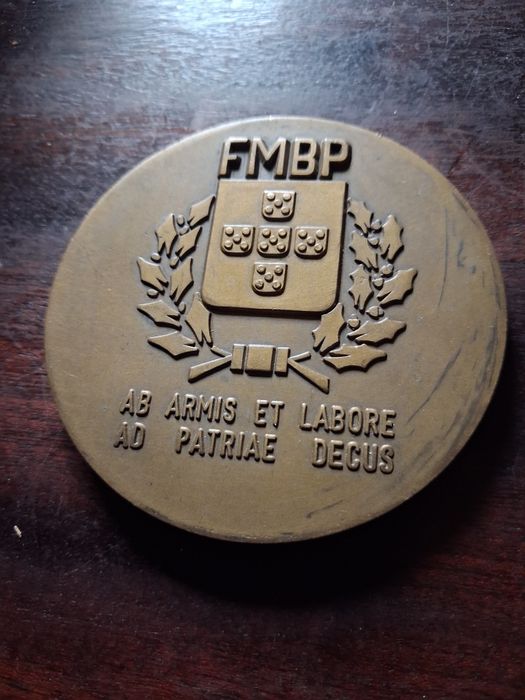 FMBP
AB ARMIS ET LABORE
AD PATRIAE DECUS